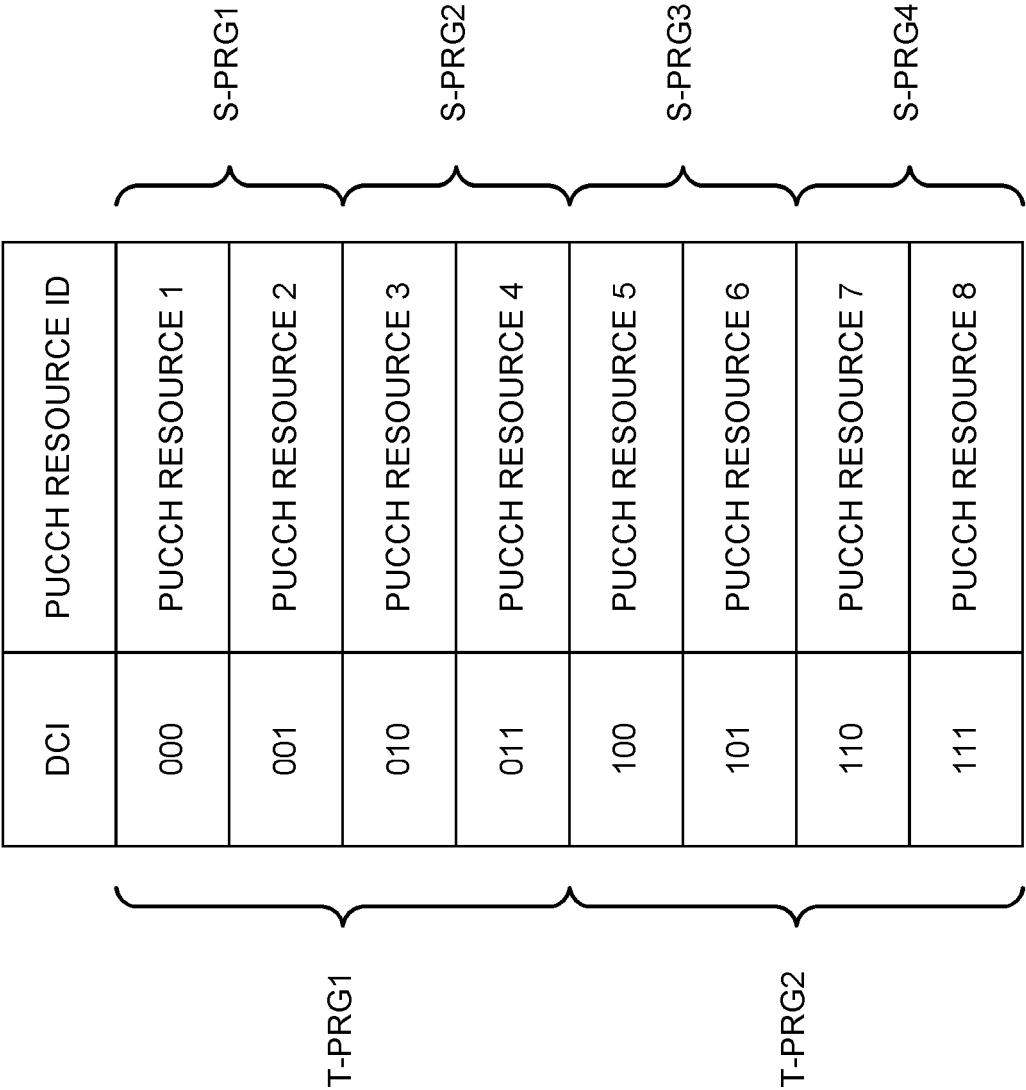 DCI
PUCCH RESOURCE ID
000
PUCCH RESOURCE 1
001
PUCCH RESOURCE 2
010
PUCCH RESOURCE 3
011
PUCCH RESOURCE 4
100
PUCCH RESOURCE 5
101
PUCCH RESOURCE 6
110
PUCCH RESOURCE 7
111
PUCCH RESOURCE 8
T-PRG1
T-PRG2
S-PRG1
S-PRG2
S-PRG3
S-PRG4